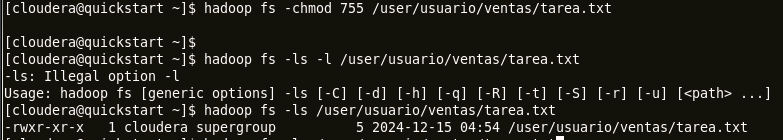 [cloudera@quickstart ~]$ hadoop fs -chmod 755 /user/usuario/ventas/tarea.txt
[cloudera@quickstart ~]$
[cloudera@quickstart ~]$ hadoop fs -ls -l /user/usuario/ventas/tarea.txt
-ls: Illegal option -l
Usage: hadoop fs [generic options] -ls [-C] [-d] [-h] [-q] [-R] [-t] [-S] [-r] [-u] [<path> ...]
[cloudera@quickstart ~]$ hadoop fs -ls /user/usuario/ventas/tarea.txt
-rwxr-xr-x   1 cloudera supergroup          5 2024-12-15 04:54 /user/usuario/ventas/tarea.txt